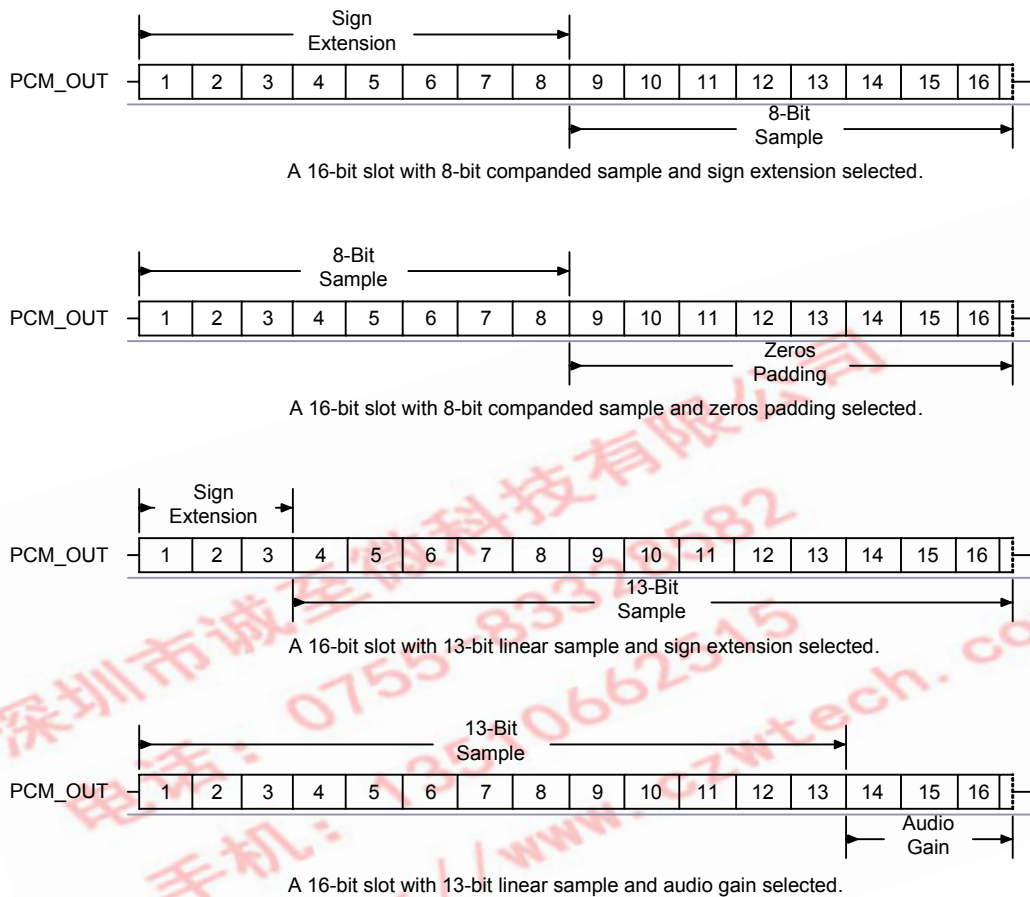 Sign
Extension
PCM_OUT 1 2 3 4 5 6 7 8 9 10 11 12 13 14 15 16
8-Bit
Sample
A 16-bit slot with 8-bit companded sample and sign extension selected.
8-Bit
Sample
PCM_OUT 1 2 3 4 5 6 7 8 9 10 11 12 13 14 15 16
Zeros
Padding
A 16-bit slot with 8-bit companded sample and zeros padding selected.
Sign
Extension
PCM_OUT 1 2 3 4 5 6 7 8 9 10 11 12 13 14 15 16
13-Bit
Sample
A 16-bit slot with 13-bit linear sample and sign extension selected.
13-Bit
Sample
PCM_OUT 1 2 3 4 5 6 7 8 9 10 11 12 13 14 15 16
Audio
Gain
A 16-bit slot with 13-bit linear sample and audio gain selected.
深圳市诚至微科技有限公司
电话：0755-83328582
手机：13510662515
//www.czwtech.co